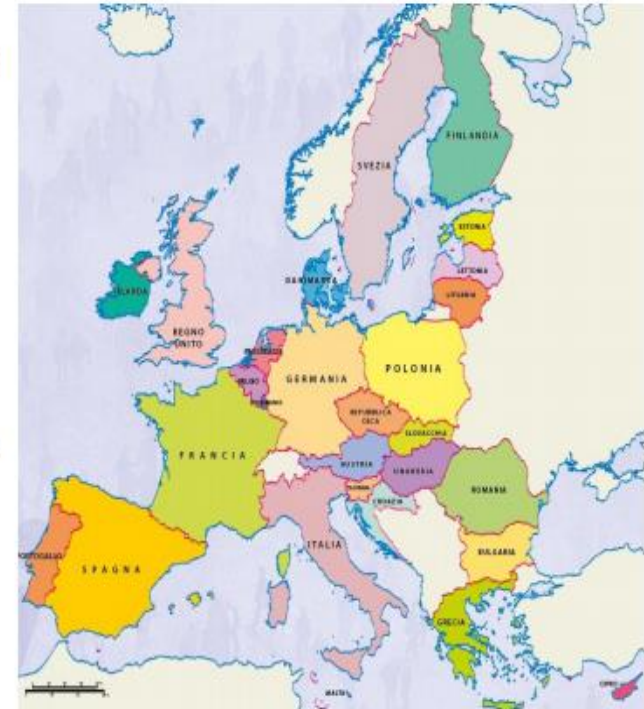 FINLANDIA
SVEZIA
ESTONIA
LETTONIA
LITUANIA
DANIMARCA
IRLANDA
REGNO
UNITO
POLONIA
GERMANIA
BELGIO
REPUBBLICA
CECA
SLOVACCHIA
FRANCIA
AUSTRIA
UNGHERIA
ROMANIA
CROAZIA
ITALIA
BULGARIA
PORTOGALLO
SPAGNA
GRECIA
MALTA
CIPRO